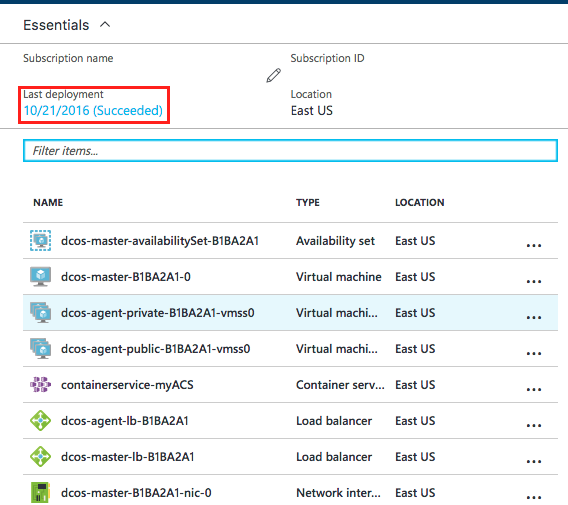 Essentials
Subscription name Subscription ID
Last deployment Location
10/21/2016 (Succeeded) East US
Filter items...
NAME TYPE LOCATION
dcos-master-availabilitySet-B1BA2A1 Availability set East US ...
dcos-master-B1BA2A1-0 Virtual machine East US ...
dcos-agent-private-B1BA2A1-vmss0 Virtual machi... East US ...
dcos-agent-public-B1BA2A1-vmss0 Virtual machi... East US ...
containerservice-myACS Container serv... East US ...
dcos-agent-lb-B1BA2A1 Load balancer East US ...
dcos-master-lb-B1BA2A1 Load balancer East US ...
dcos-master-B1BA2A1-nic-0 Network inter... East US ...